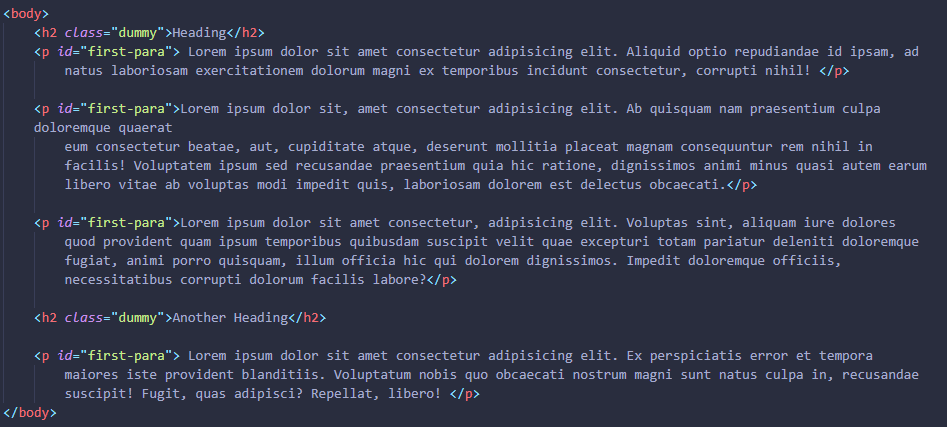 <body>
<h2 class="dummy">Heading</h2>
<p id="first-para"> Lorem ipsum dolor sit amet consectetur adipisicing elit. Aliquid optio repudiandae id ipsam, ad
natus laboriosam exercitationem dolorum magni ex temporibus incidunt consectetur, corrupti nihil! </p>
<p id="first-para">Lorem ipsum dolor sit, amet consectetur adipisicing elit. Ab quisquam nam praesentium culpa
doloremque quaerat
eum consectetur beatae, aut, cupiditate atque, deserunt mollitia placeat magnam consequuntur rem nihil in
facilis! Voluptatem ipsum sed recusandae praesentium quia hic ratione, dignissimos animi minus quasi autem earum
libero vitae ab voluptas modi impedit quis, laboriosam dolorem est delectus obcaecati.</p>
<p id="first-para">Lorem ipsum dolor sit amet consectetur, adipisicing elit. Voluptas sint, aliquam iure dolores
quod provident quam ipsum temporibus quibusdam suscipit velit quae excepturi totam pariatur deleniti doloremque
fugiat, animi porro quisquam, illum officia hic qui dolorem dignissimos. Impedit doloremque officiis,
necessitatibus corrupti dolorum facilis labore?</p>
<h2 class="dummy">Another Heading</h2>
<p id="first-para"> Lorem ipsum dolor sit amet consectetur adipisicing elit. Ex perspiciatis error et tempora
maiores iste provident blanditiis. Voluptatum nobis quo obcaecati nostrum magni sunt natus culpa in, recusandae
suscipit! Fugit, quas adipisci? Repellat, libero! </p>
</body>